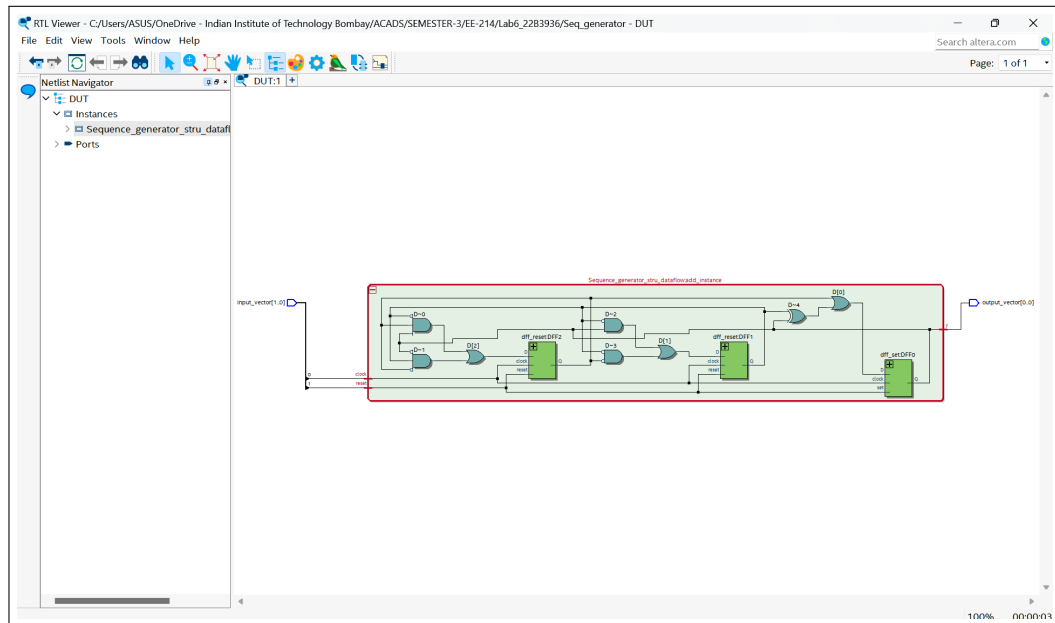 RTL Viewer - C:/Users/ASUS/OneDrive - Indian Institute of Technology Bombay/ACADS/SEMESTER-3/EE-214/Lab6_22B3936/Seq_generator - DUT
File Edit View Tools Window Help
Search altera.com
Page: 1 of 1
Netlist Navigator
DUT:1
DUT
Instances
Sequence_generator_stru_datafl
Ports
Sequence_generator_stru_dataflow:add_instance
input_vector[1..0]
output_vector[0..0]
D[0]
D~0
D~2
D~4
D~1
D[2]
dff_reset:DFF2
D~3
D[1]
dff_reset:DFF1
dff_set:DFF0
D
clock
reset
Q
D
clock
reset
Q
D
clock
set
Q
0
clock
1
reset
100% 00:00:03